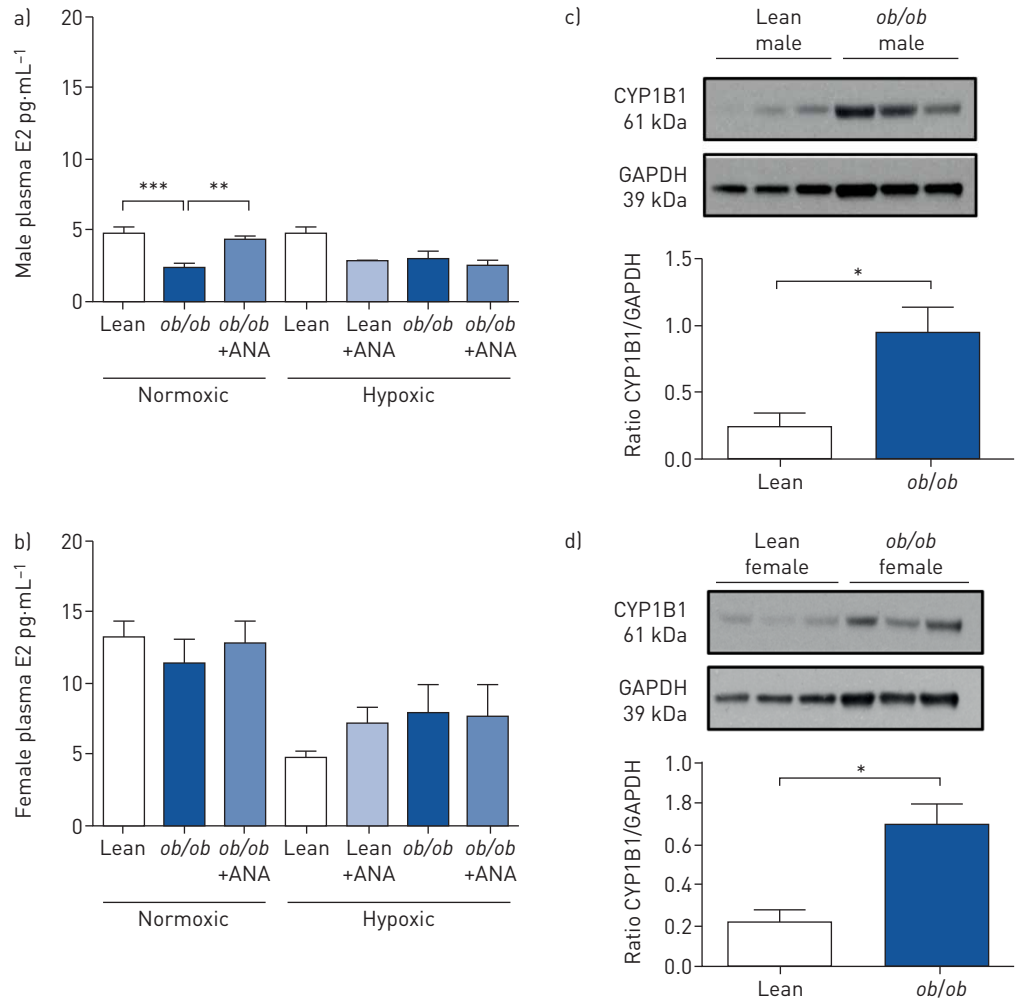 a)
Male plasma E2 pg·mL⁻¹
20
15
10
5
0
***
**
Lean
ob/ob
ob/ob
+ANA
Lean
Lean
+ANA
ob/ob
ob/ob
+ANA
Normoxic
Hypoxic
b)
Female plasma E2 pg·mL⁻¹
20
15
10
5
0
Lean
ob/ob
ob/ob
+ANA
Lean
Lean
+ANA
ob/ob
ob/ob
+ANA
Normoxic
Hypoxic
c)
Lean
male
ob/ob
male
CYP1B1
61 kDa
GAPDH
39 kDa
Ratio CYP1B1/GAPDH
1.5
1.0
0.5
0.0
*
Lean
ob/ob
d)
Lean
female
ob/ob
female
CYP1B1
61 kDa
GAPDH
39 kDa
Ratio CYP1B1/GAPDH
1.0
1.8
0.6
0.4
0.2
0.0
*
Lean
ob/ob